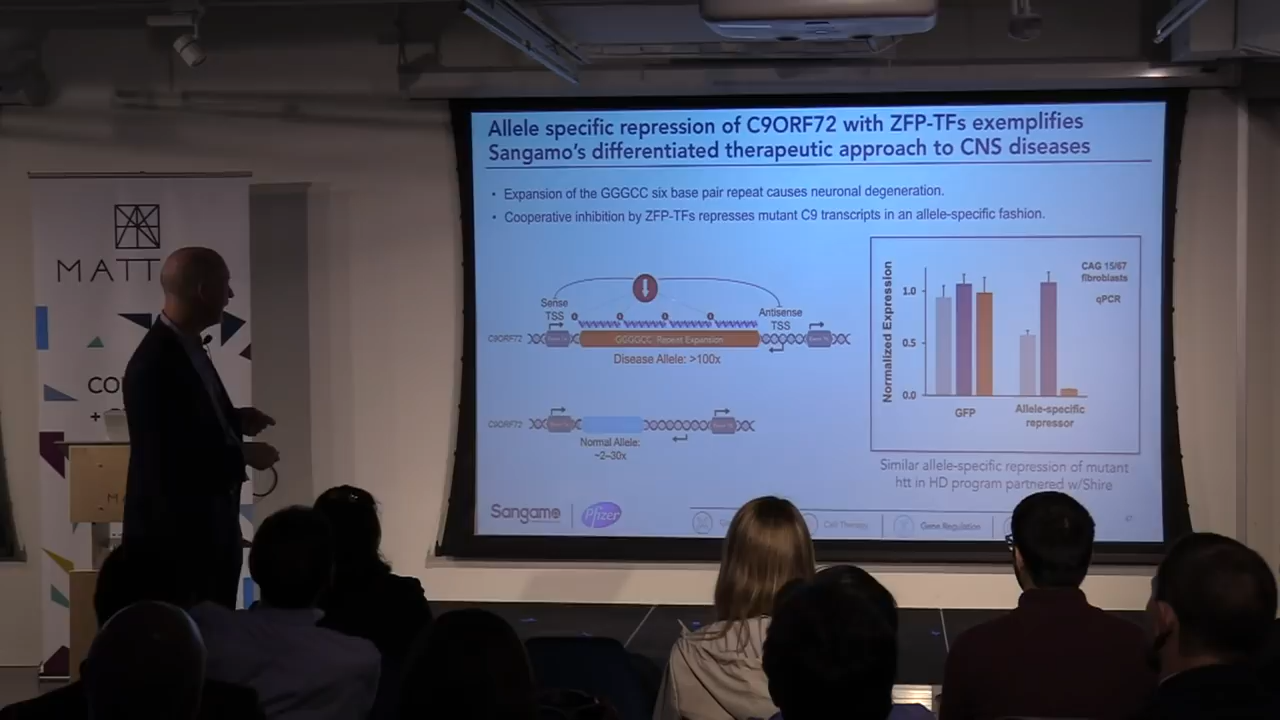 Allele specific repression of C9ORF72 with ZFP-TFs exemplifies
Sangamo's differentiated therapeutic approach to CNS diseases
• Expansion of the GGGCC six base pair repeat causes neuronal degeneration.
• Cooperative inhibition by ZFP-TFs represses mutant C9 transcripts in an allele-specific fashion.
Sense
TSS
Antisense
TSS
C9ORF72
GGGGCC Repeat Expansion
Disease Allele: >100x
C9ORF72
Normal Allele:
~2–30x
Normalized Expression
1.0
0.5
0.0
CAG 15/67
fibroblasts
qPCR
GFP
Allele-specific
repressor
Similar allele-specific repression of mutant
htt in HD program partnered w/Shire
Sangamo
Pfizer
Cell Therapy
Gene Regulation
MATT
CO
+